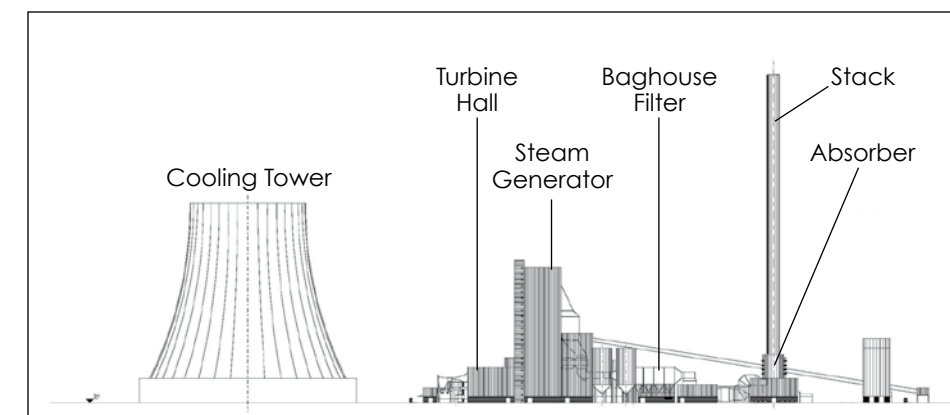 Turbine
Hall
Baghouse
Filter
Stack
Steam
Generator
Absorber
Cooling Tower